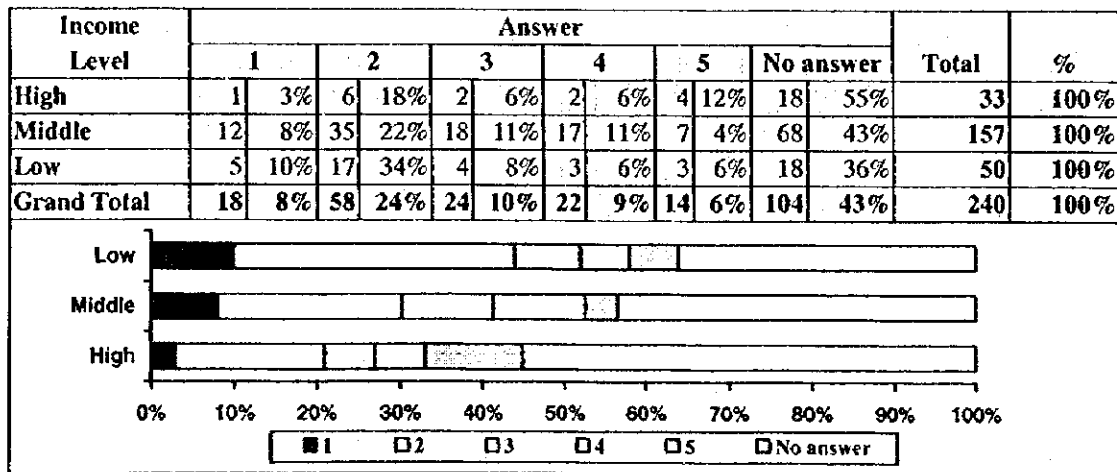 Income Level Answer Total %
1 2 3 4 5 No answer
High 1 3% 6 18% 2 6% 2 6% 4 12% 18 55% 33 100%
Middle 12 8% 35 22% 18 11% 17 11% 7 4% 68 43% 157 100%
Low 5 10% 17 34% 4 8% 3 6% 3 6% 18 36% 50 100%
Grand Total 18 8% 58 24% 24 10% 22 9% 14 6% 104 43% 240 100%
Low
Middle
High
0% 10% 20% 30% 40% 50% 60% 70% 80% 90% 100%
1 2 3 4 5 No answer